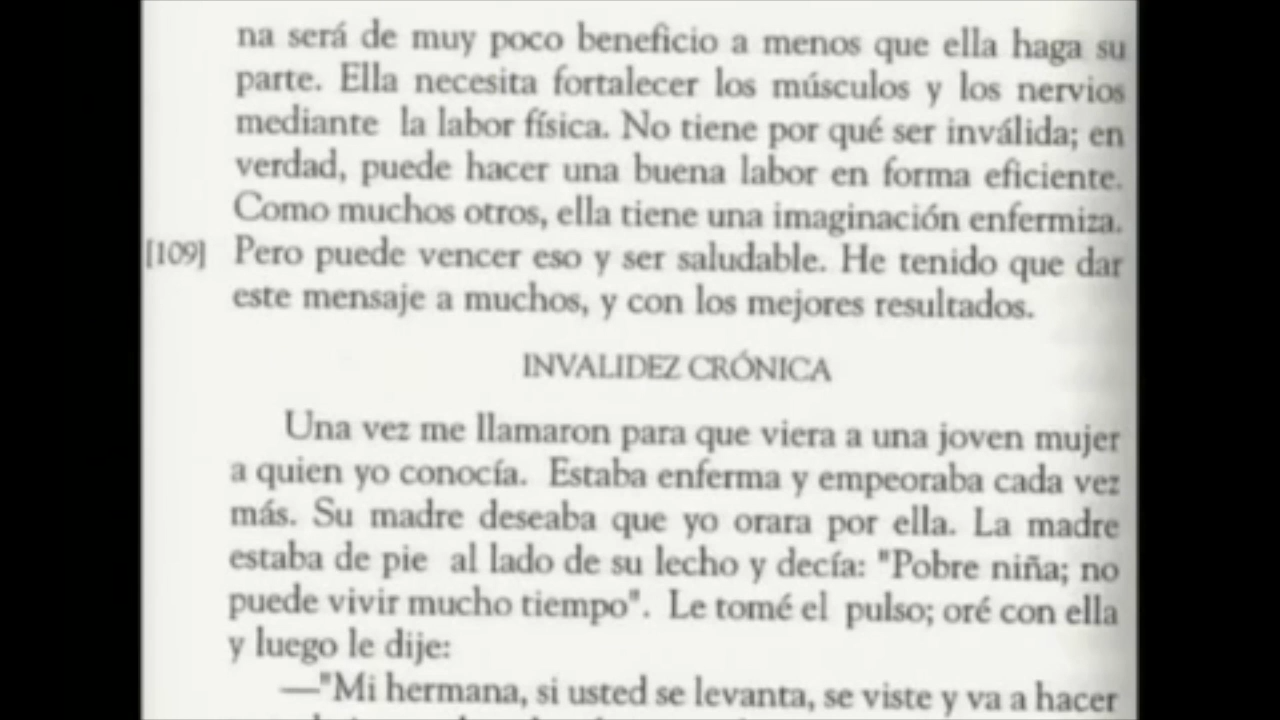 na será de muy poco beneficio a menos que ella haga su
parte. Ella necesita fortalecer los músculos y los nervios
mediante la labor física. No tiene por qué ser inválida; en
verdad, puede hacer una buena labor en forma eficiente.
Como muchos otros, ella tiene una imaginación enfermiza.
[109] Pero puede vencer eso y ser saludable. He tenido que dar
este mensaje a muchos, y con los mejores resultados.
INVALIDEZ CRÓNICA
Una vez me llamaron para que viera a una joven mujer
a quien yo conocía. Estaba enferma y empeoraba cada vez
más. Su madre deseaba que yo orara por ella. La madre
estaba de pie al lado de su lecho y decía: "Pobre niña; no
puede vivir mucho tiempo". Le tomé el pulso; oré con ella
y luego le dije:
—"Mi hermana, si usted se levanta, se viste y va a hacer